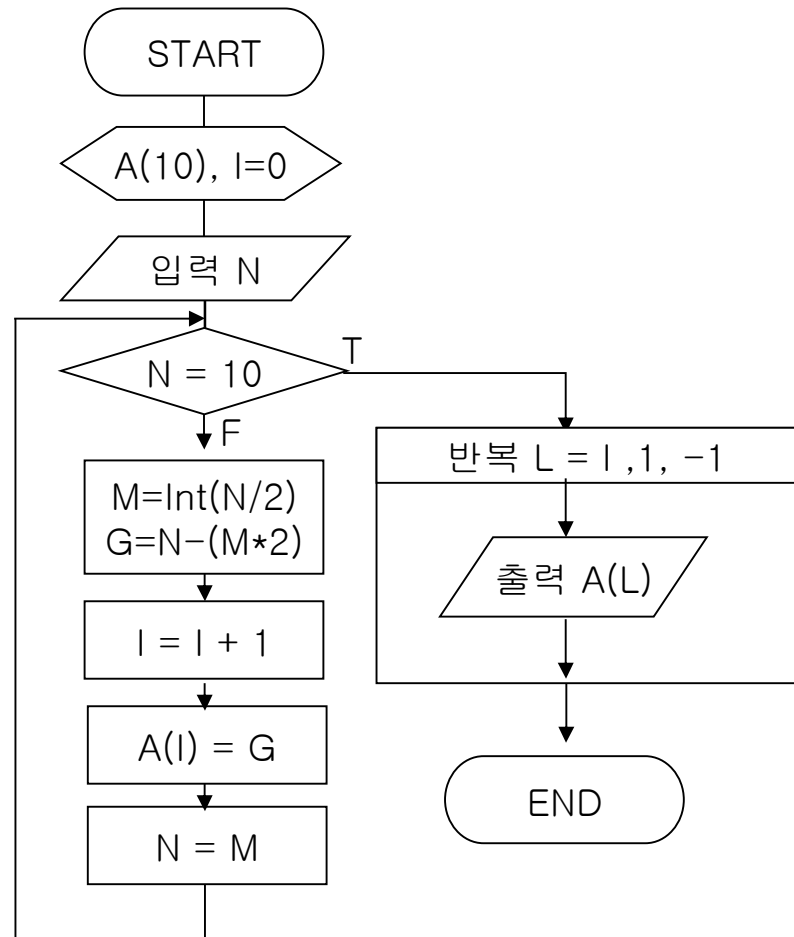 START
A(10), I=0
입력 N
N = 10
T
F
M=Int(N/2)
G=N-(M*2)
I = I + 1
A(I) = G
N = M
반복 L = I ,1, -1
출력 A(L)
END